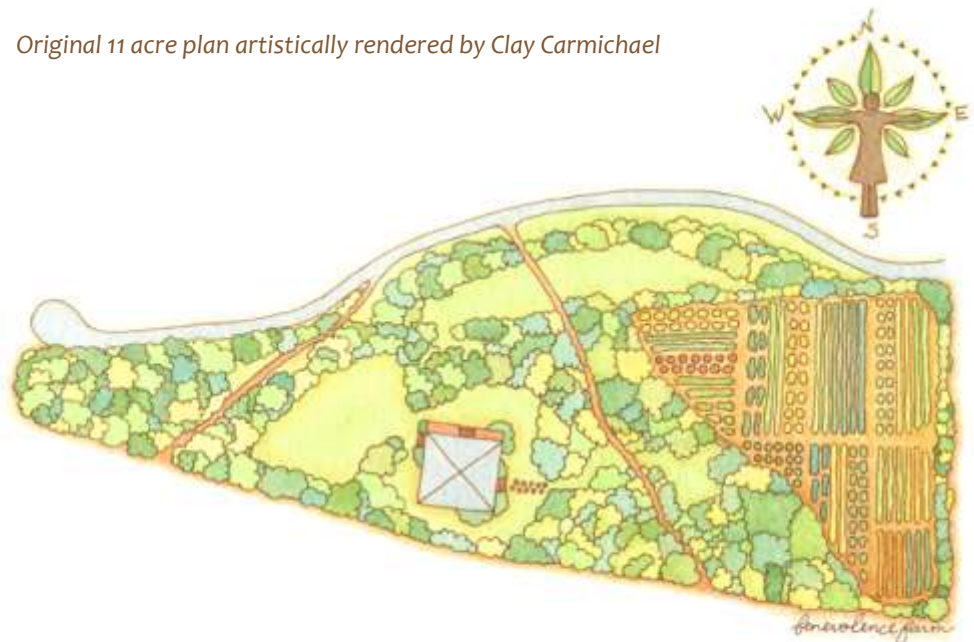 Original 11 acre plan artistically rendered by Clay Carmichael
N
W E
S
benevolence farm